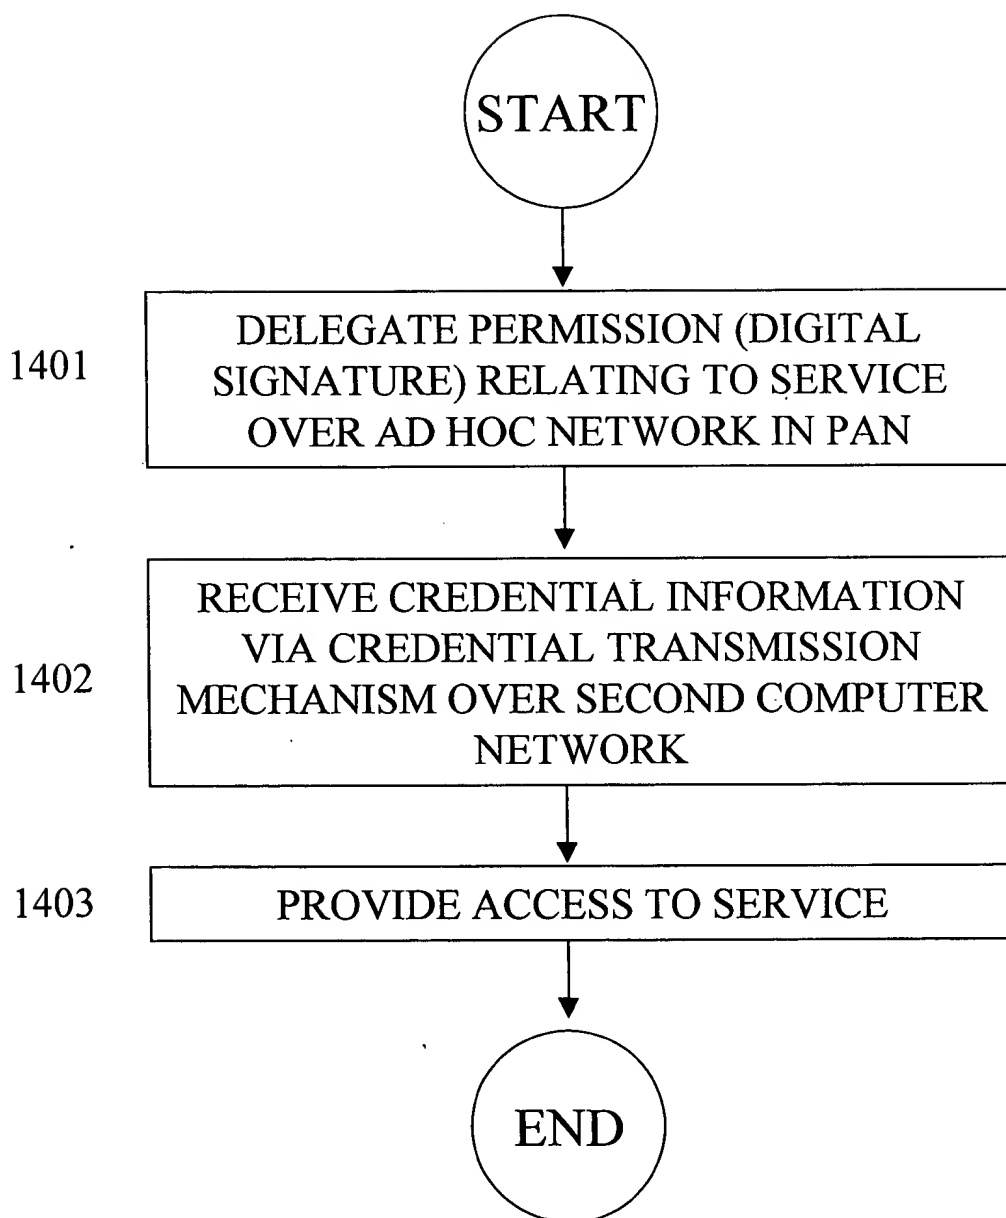 START
1401
DELEGATE PERMISSION (DIGITAL
SIGNATURE) RELATING TO SERVICE
OVER AD HOC NETWORK IN PAN
1402
RECEIVE CREDENTIAL INFORMATION
VIA CREDENTIAL TRANSMISSION
MECHANISM OVER SECOND COMPUTER
NETWORK
1403
PROVIDE ACCESS TO SERVICE
END